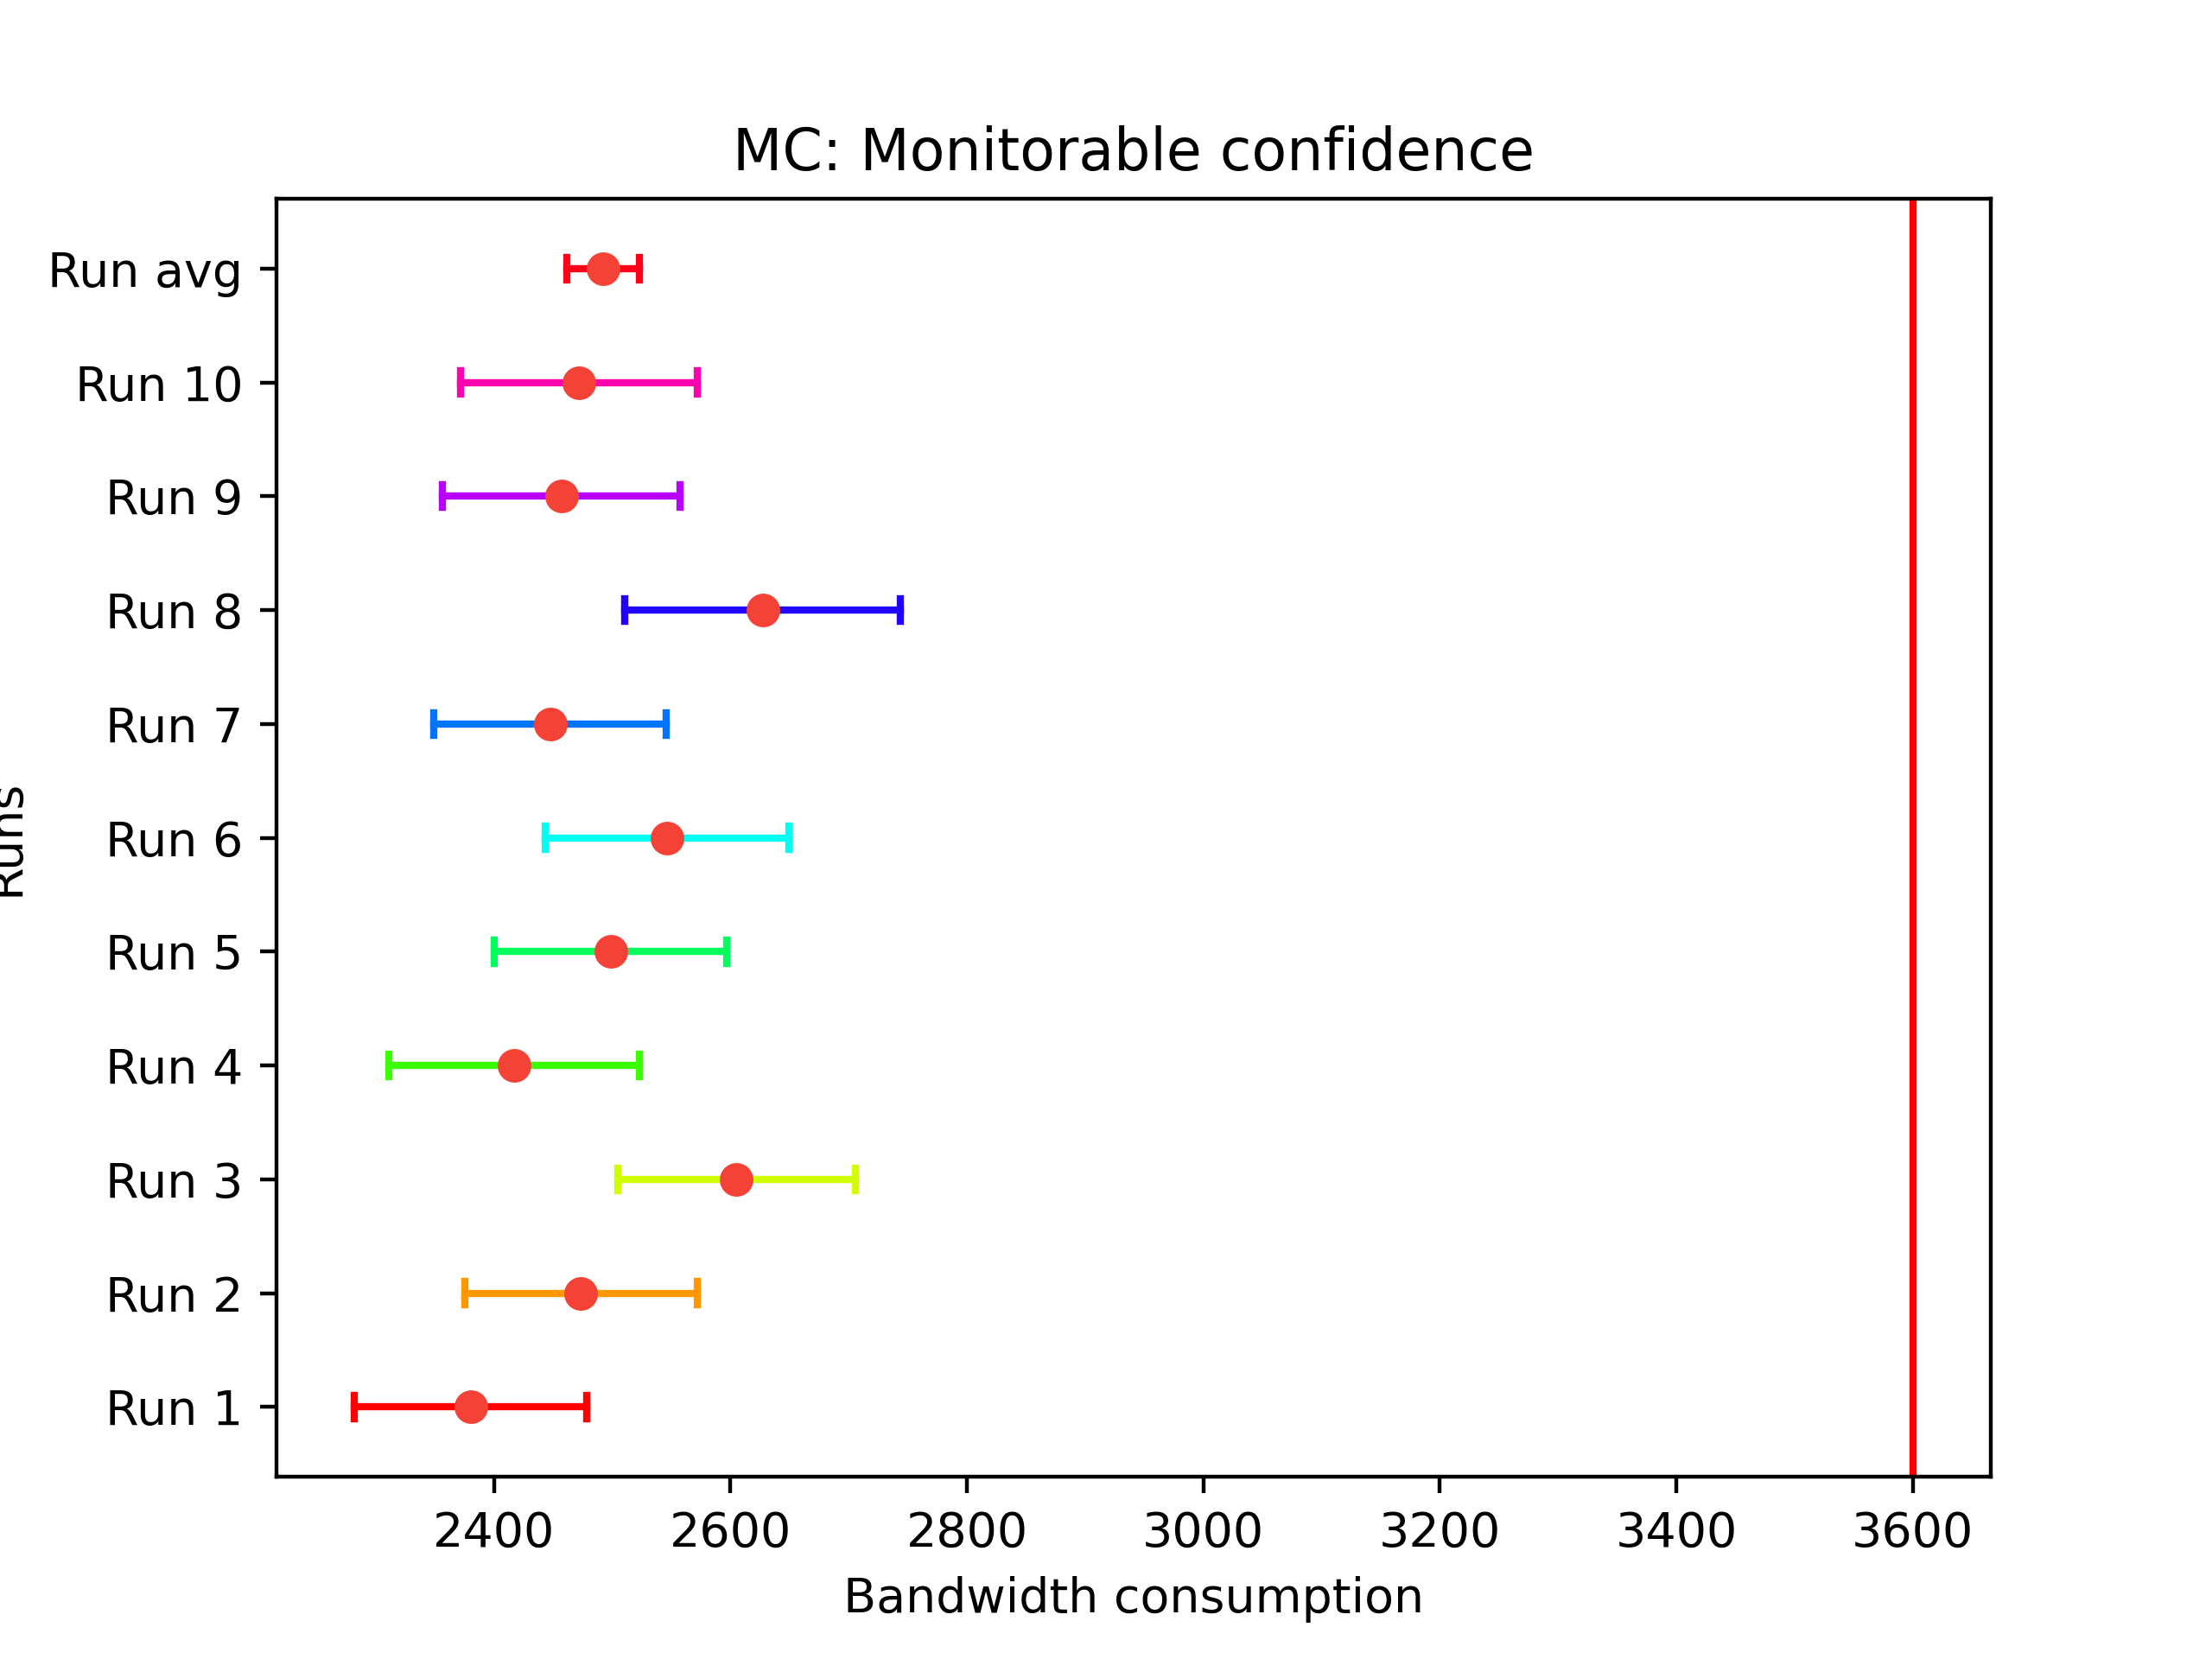 MC: Monitorable confidence
Run avg
Run 10
Run 9
Run 8
Run 7
Run 6
Run 5
Run 4
Run 3
Run 2
Run 1
Runs
2400 2600 2800 3000 3200 3400 3600
Bandwidth consumption